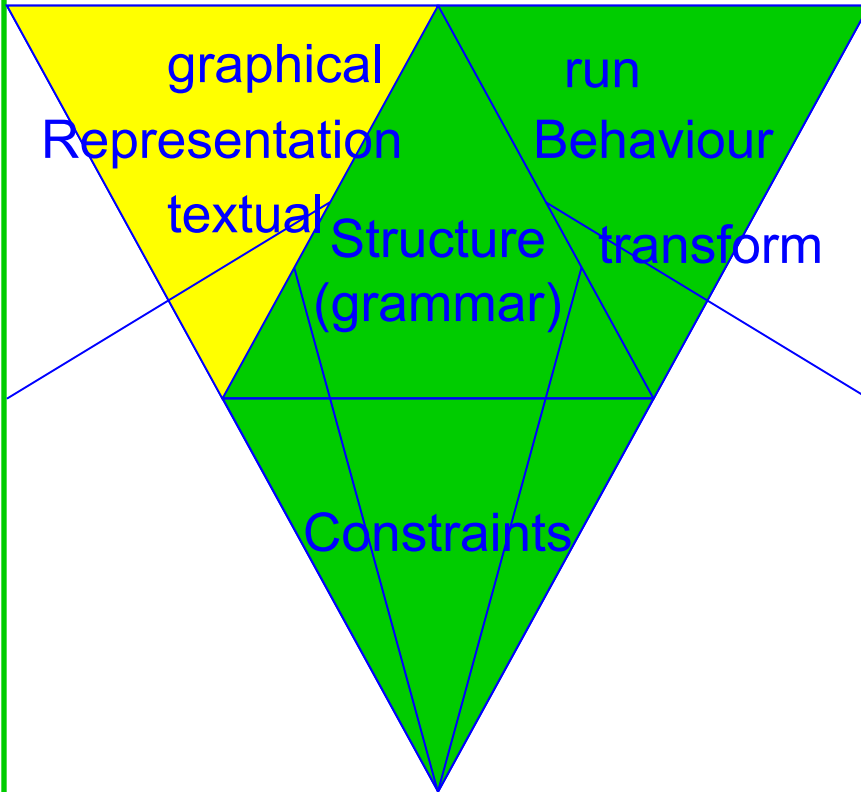 graphical
Representation
textual
run
Behaviour
transform
Structure
(grammar)
Constraints